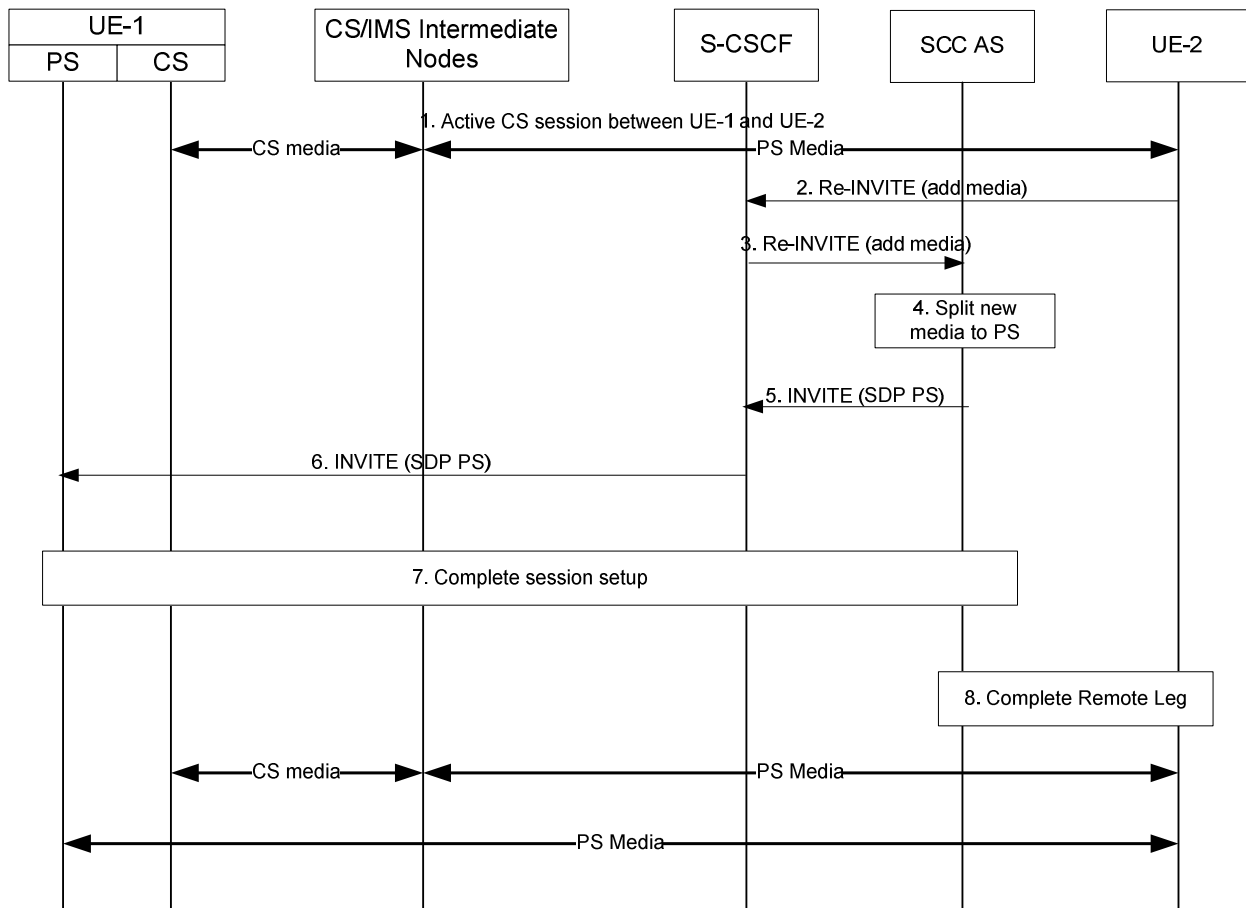 UE-1
PS
CS
CS/IMS Intermediate
Nodes
S-CSCF
SCC AS
UE-2
1. Active CS session between UE-1 and UE-2
CS media
PS Media
2. Re-INVITE (add media)
3. Re-INVITE (add media)
4. Split new
media to PS
5. INVITE (SDP PS)
6. INVITE (SDP PS)
7. Complete session setup
8. Complete Remote Leg
CS media
PS Media
PS Media